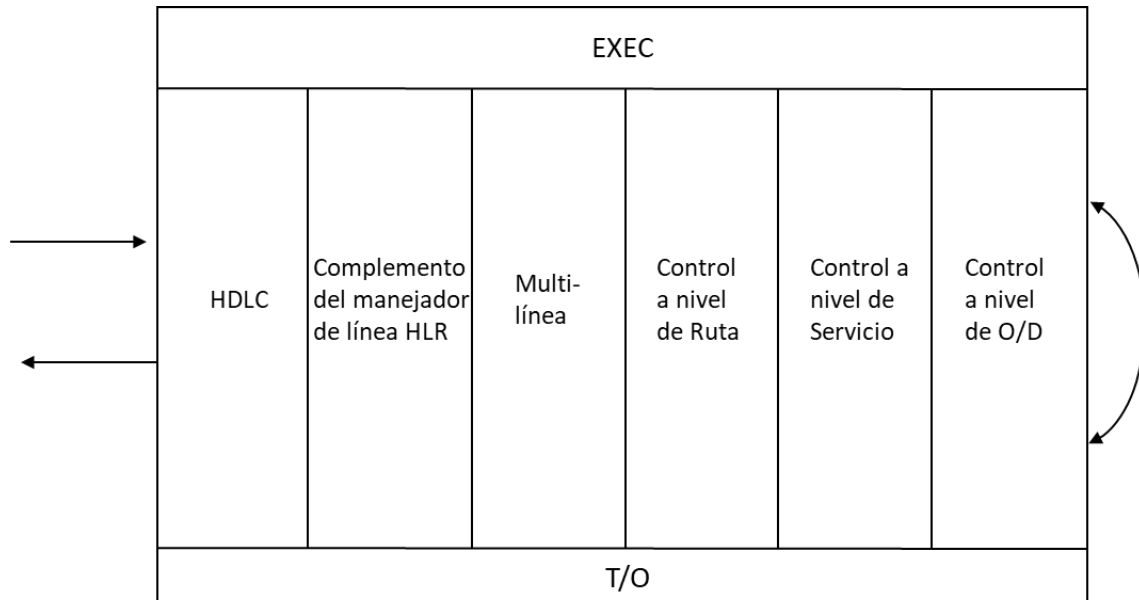 EXEC
HDLC
Complemento
del manejador
de línea HLR
Multi-
línea
Control
a nivel
de Ruta
Control a
nivel de
Servicio
Control
a nivel
de O/D
T/O